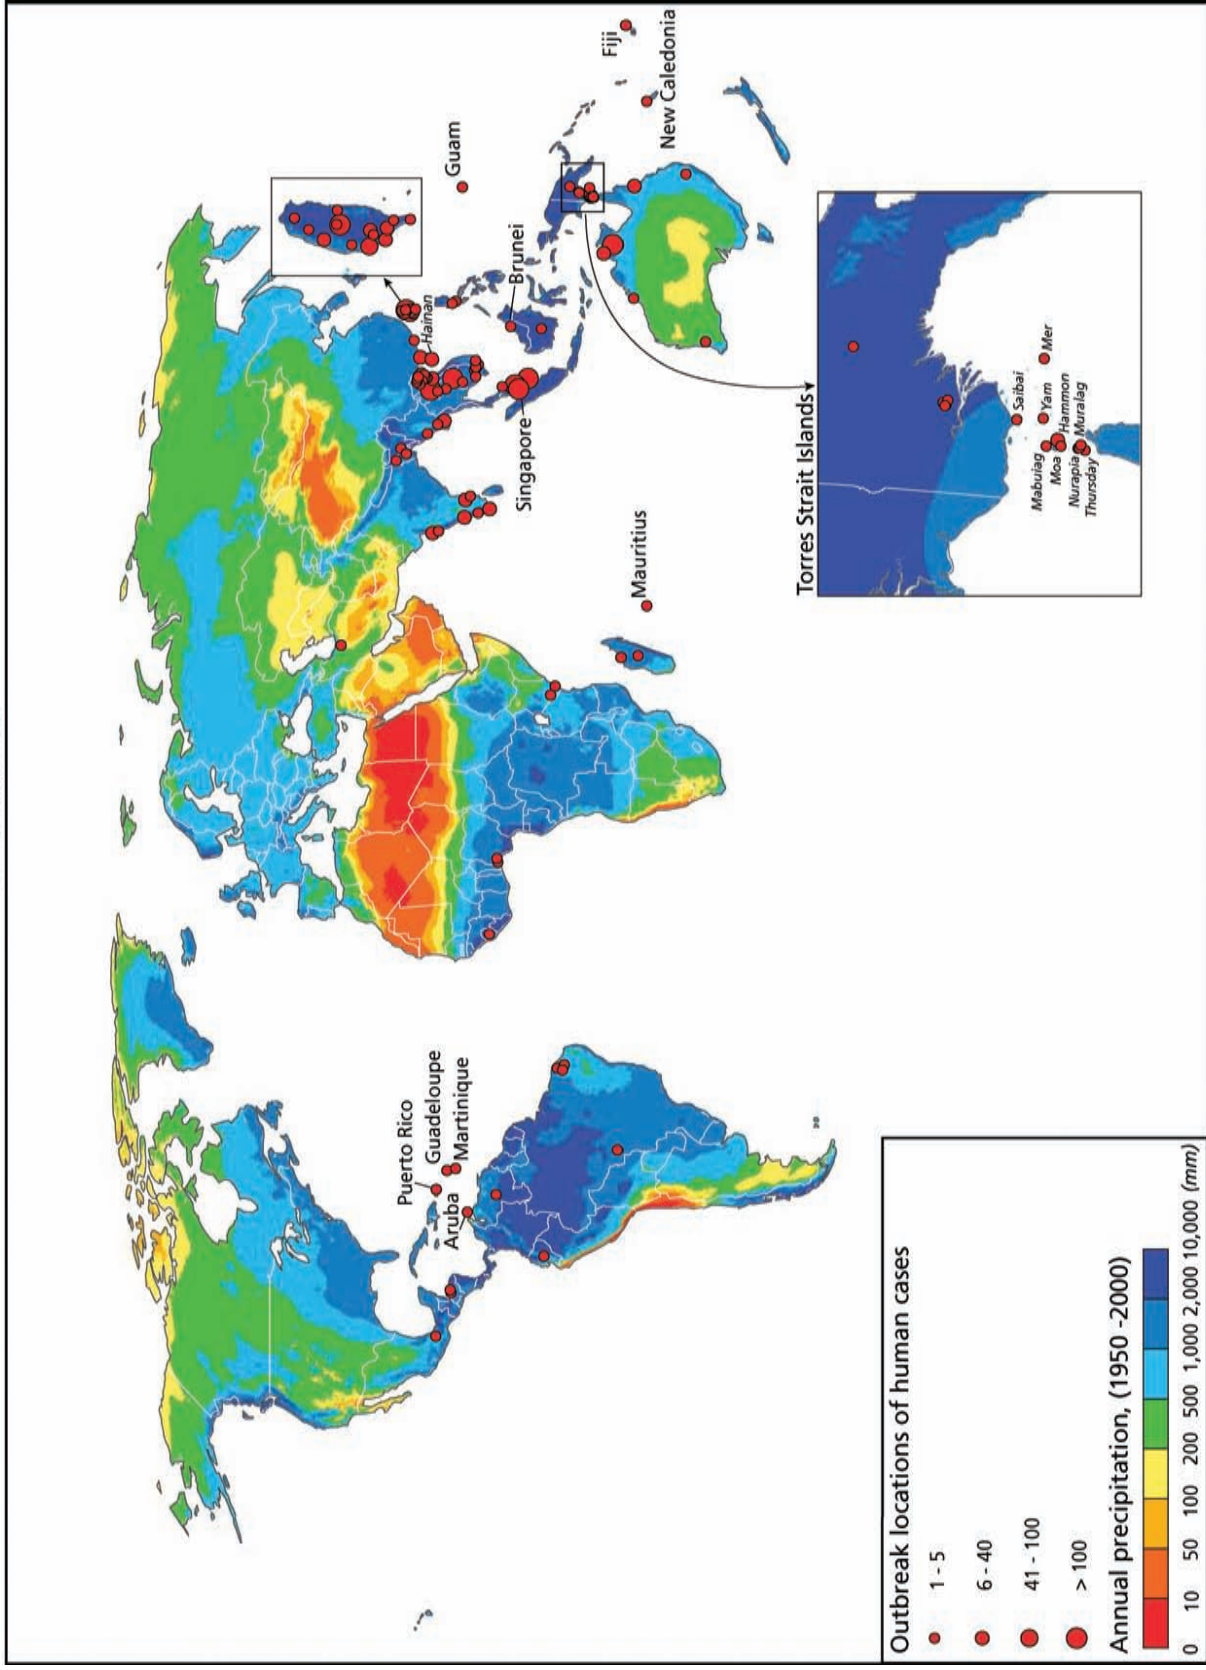 Puerto Rico
Guadeloupe
Martinique
Aruba
Mauritius
Singapore
Hainan
Brunei
Guam
Fiji
New Caledonia
Torres Strait Islands
Saibai
Mabuiag
Yam
Mer
Moa
Hammon
Nurapia
Muralag
Thursday
Outbreak locations of human cases
1 - 5
6 - 40
41 - 100
> 100
Annual precipitation, (1950 -2000)
0 10 50 100 200 500 1,000 2,000 10,000 (mm)